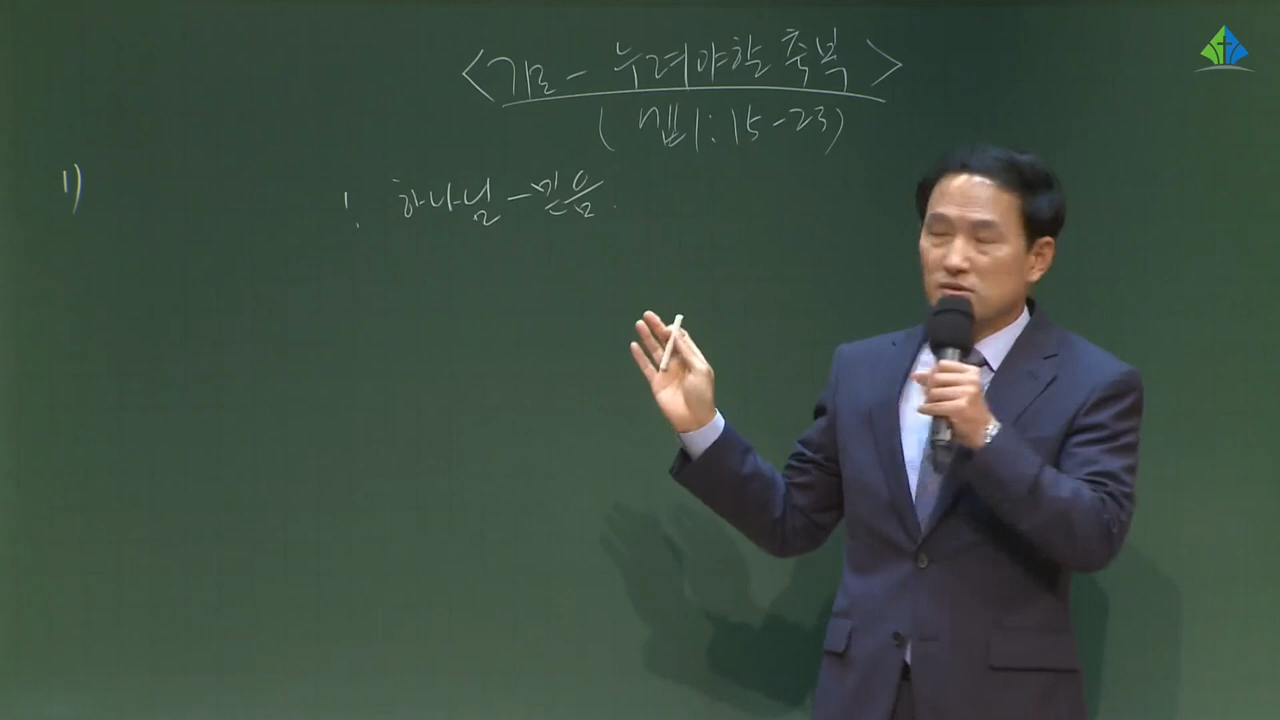 <기도 - 누려야할 축복>
(엡1:15-23)
1) 1. 하나님 - 믿음.